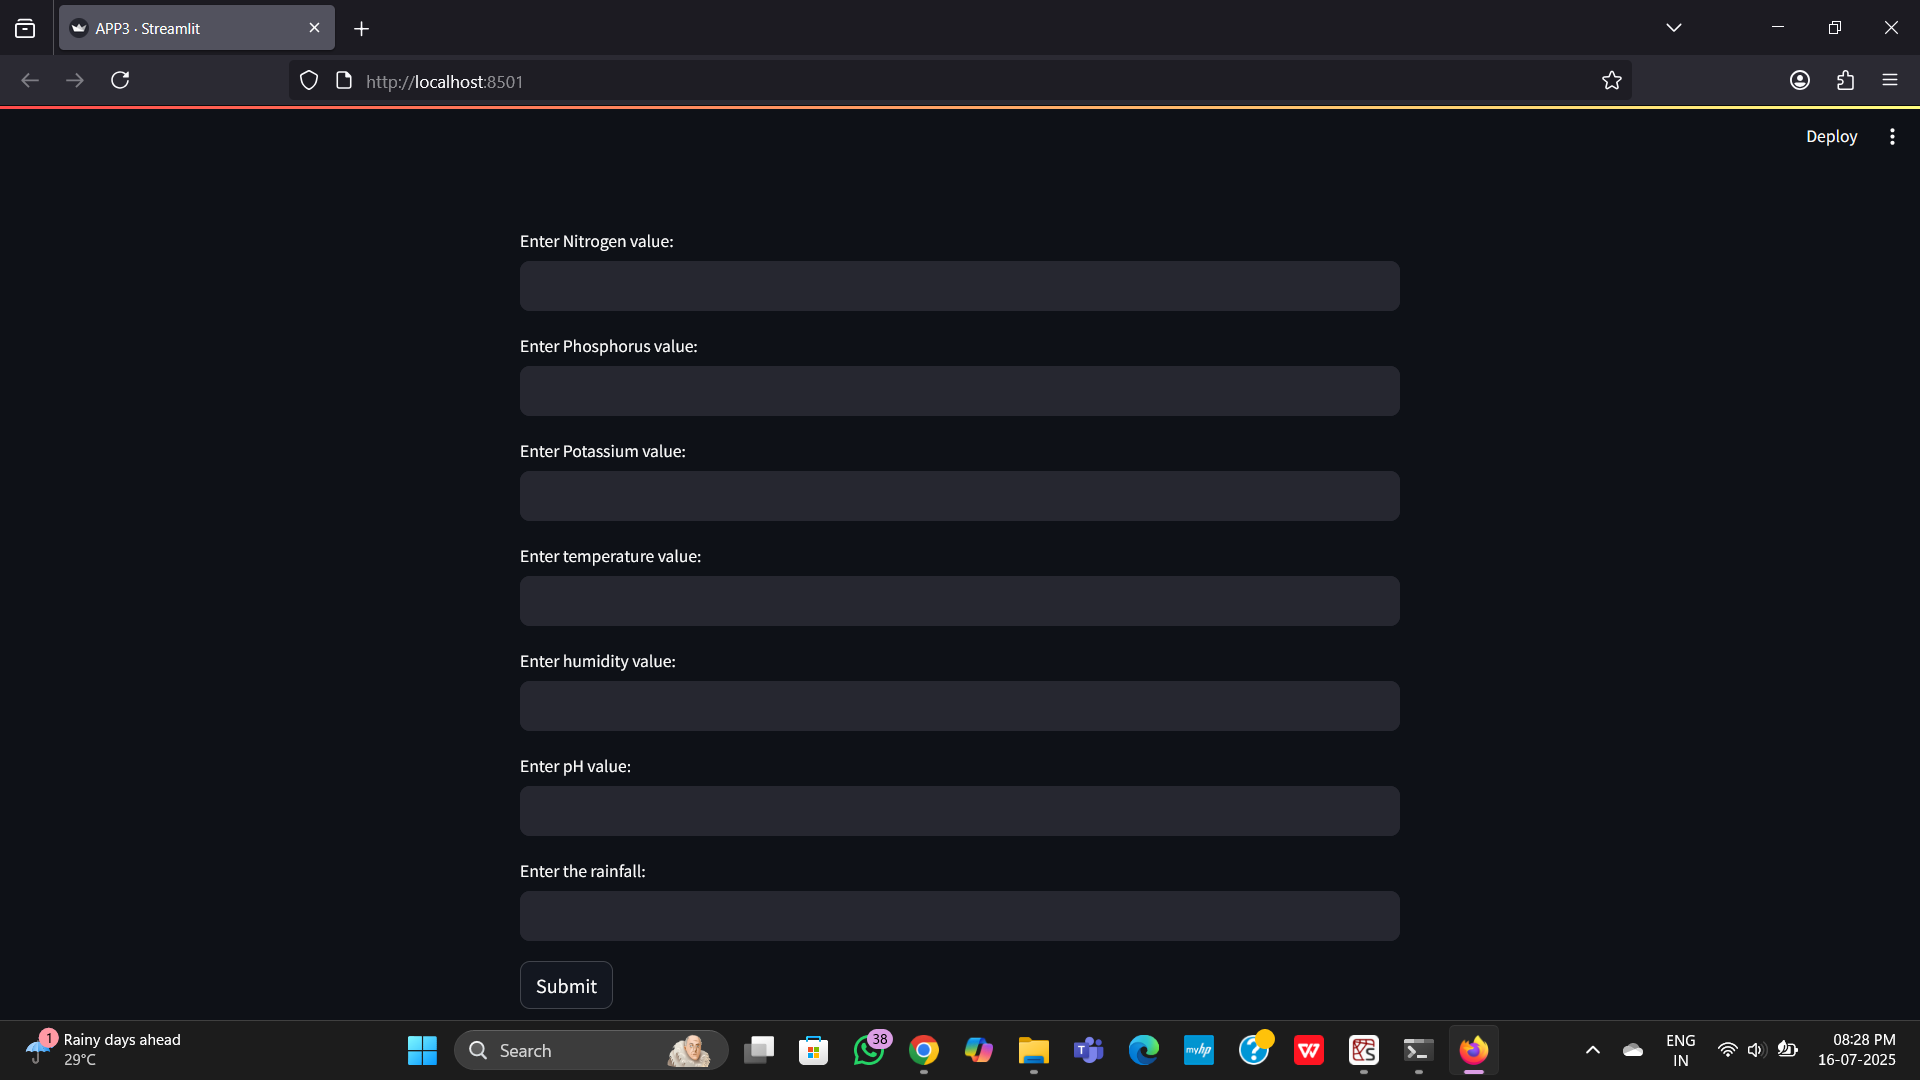 APP3 · Streamlit
http://localhost:8501
Deploy
Enter Nitrogen value:
Enter Phosphorus value:
Enter Potassium value:
Enter temperature value:
Enter humidity value:
Enter pH value:
Enter the rainfall:
Submit
1
Rainy days ahead
29°C
Search
38
T
myhp
?
W
ENG
IN
08:28 PM
16-07-2025